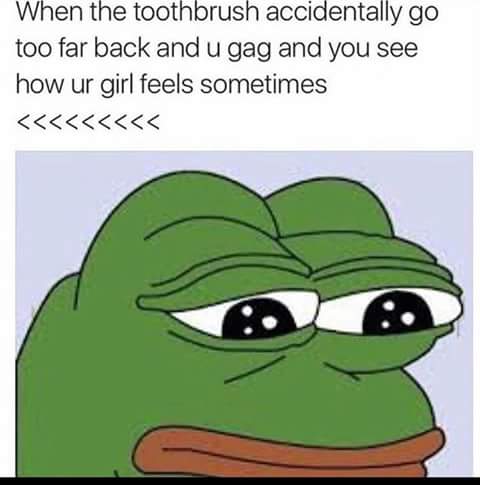 When the toothbrush accidentally go
too far back and u gag and you see
how ur girl feels sometimes
<<<<<<<<<